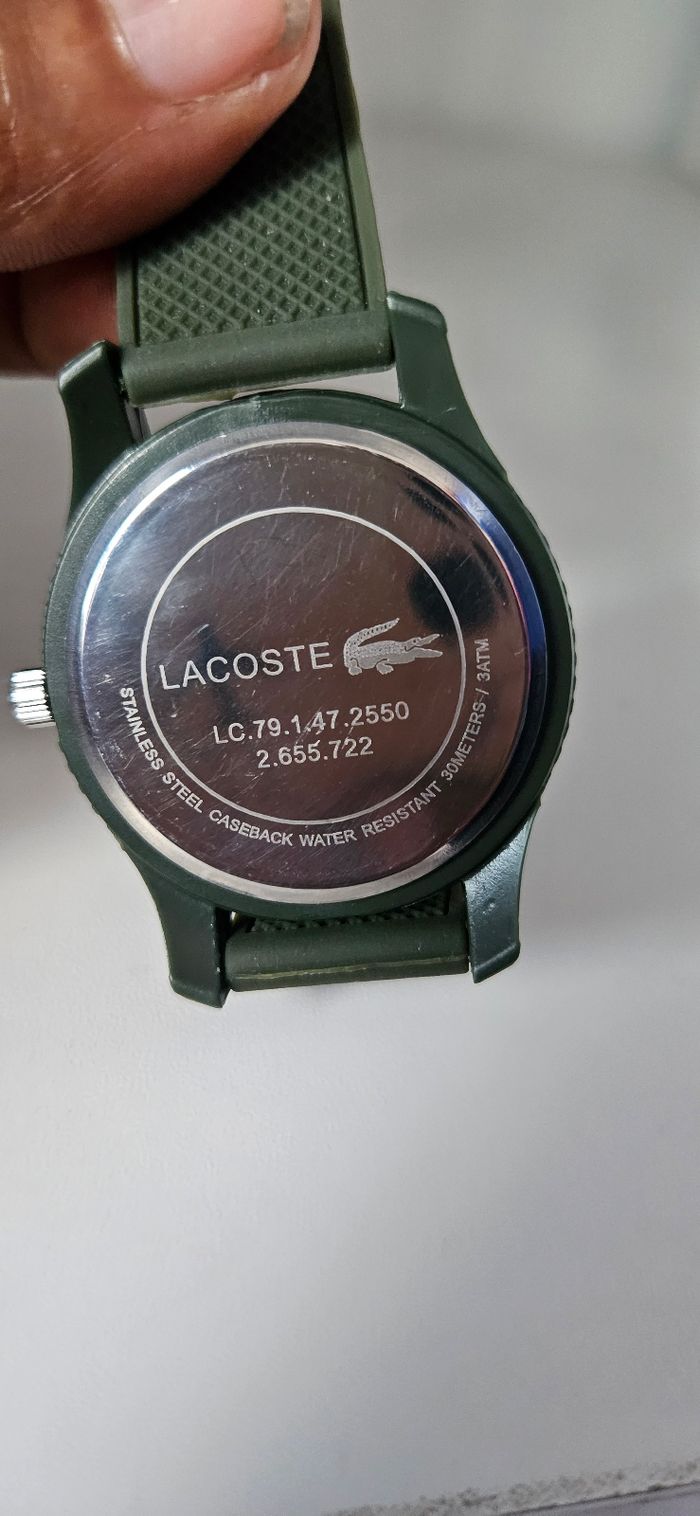 LACOSTE
LC.79.1.47.2550
2.655.722
STAINLESS STEEL CASEBACK WATER RESISTANT 30METERS / 3ATM